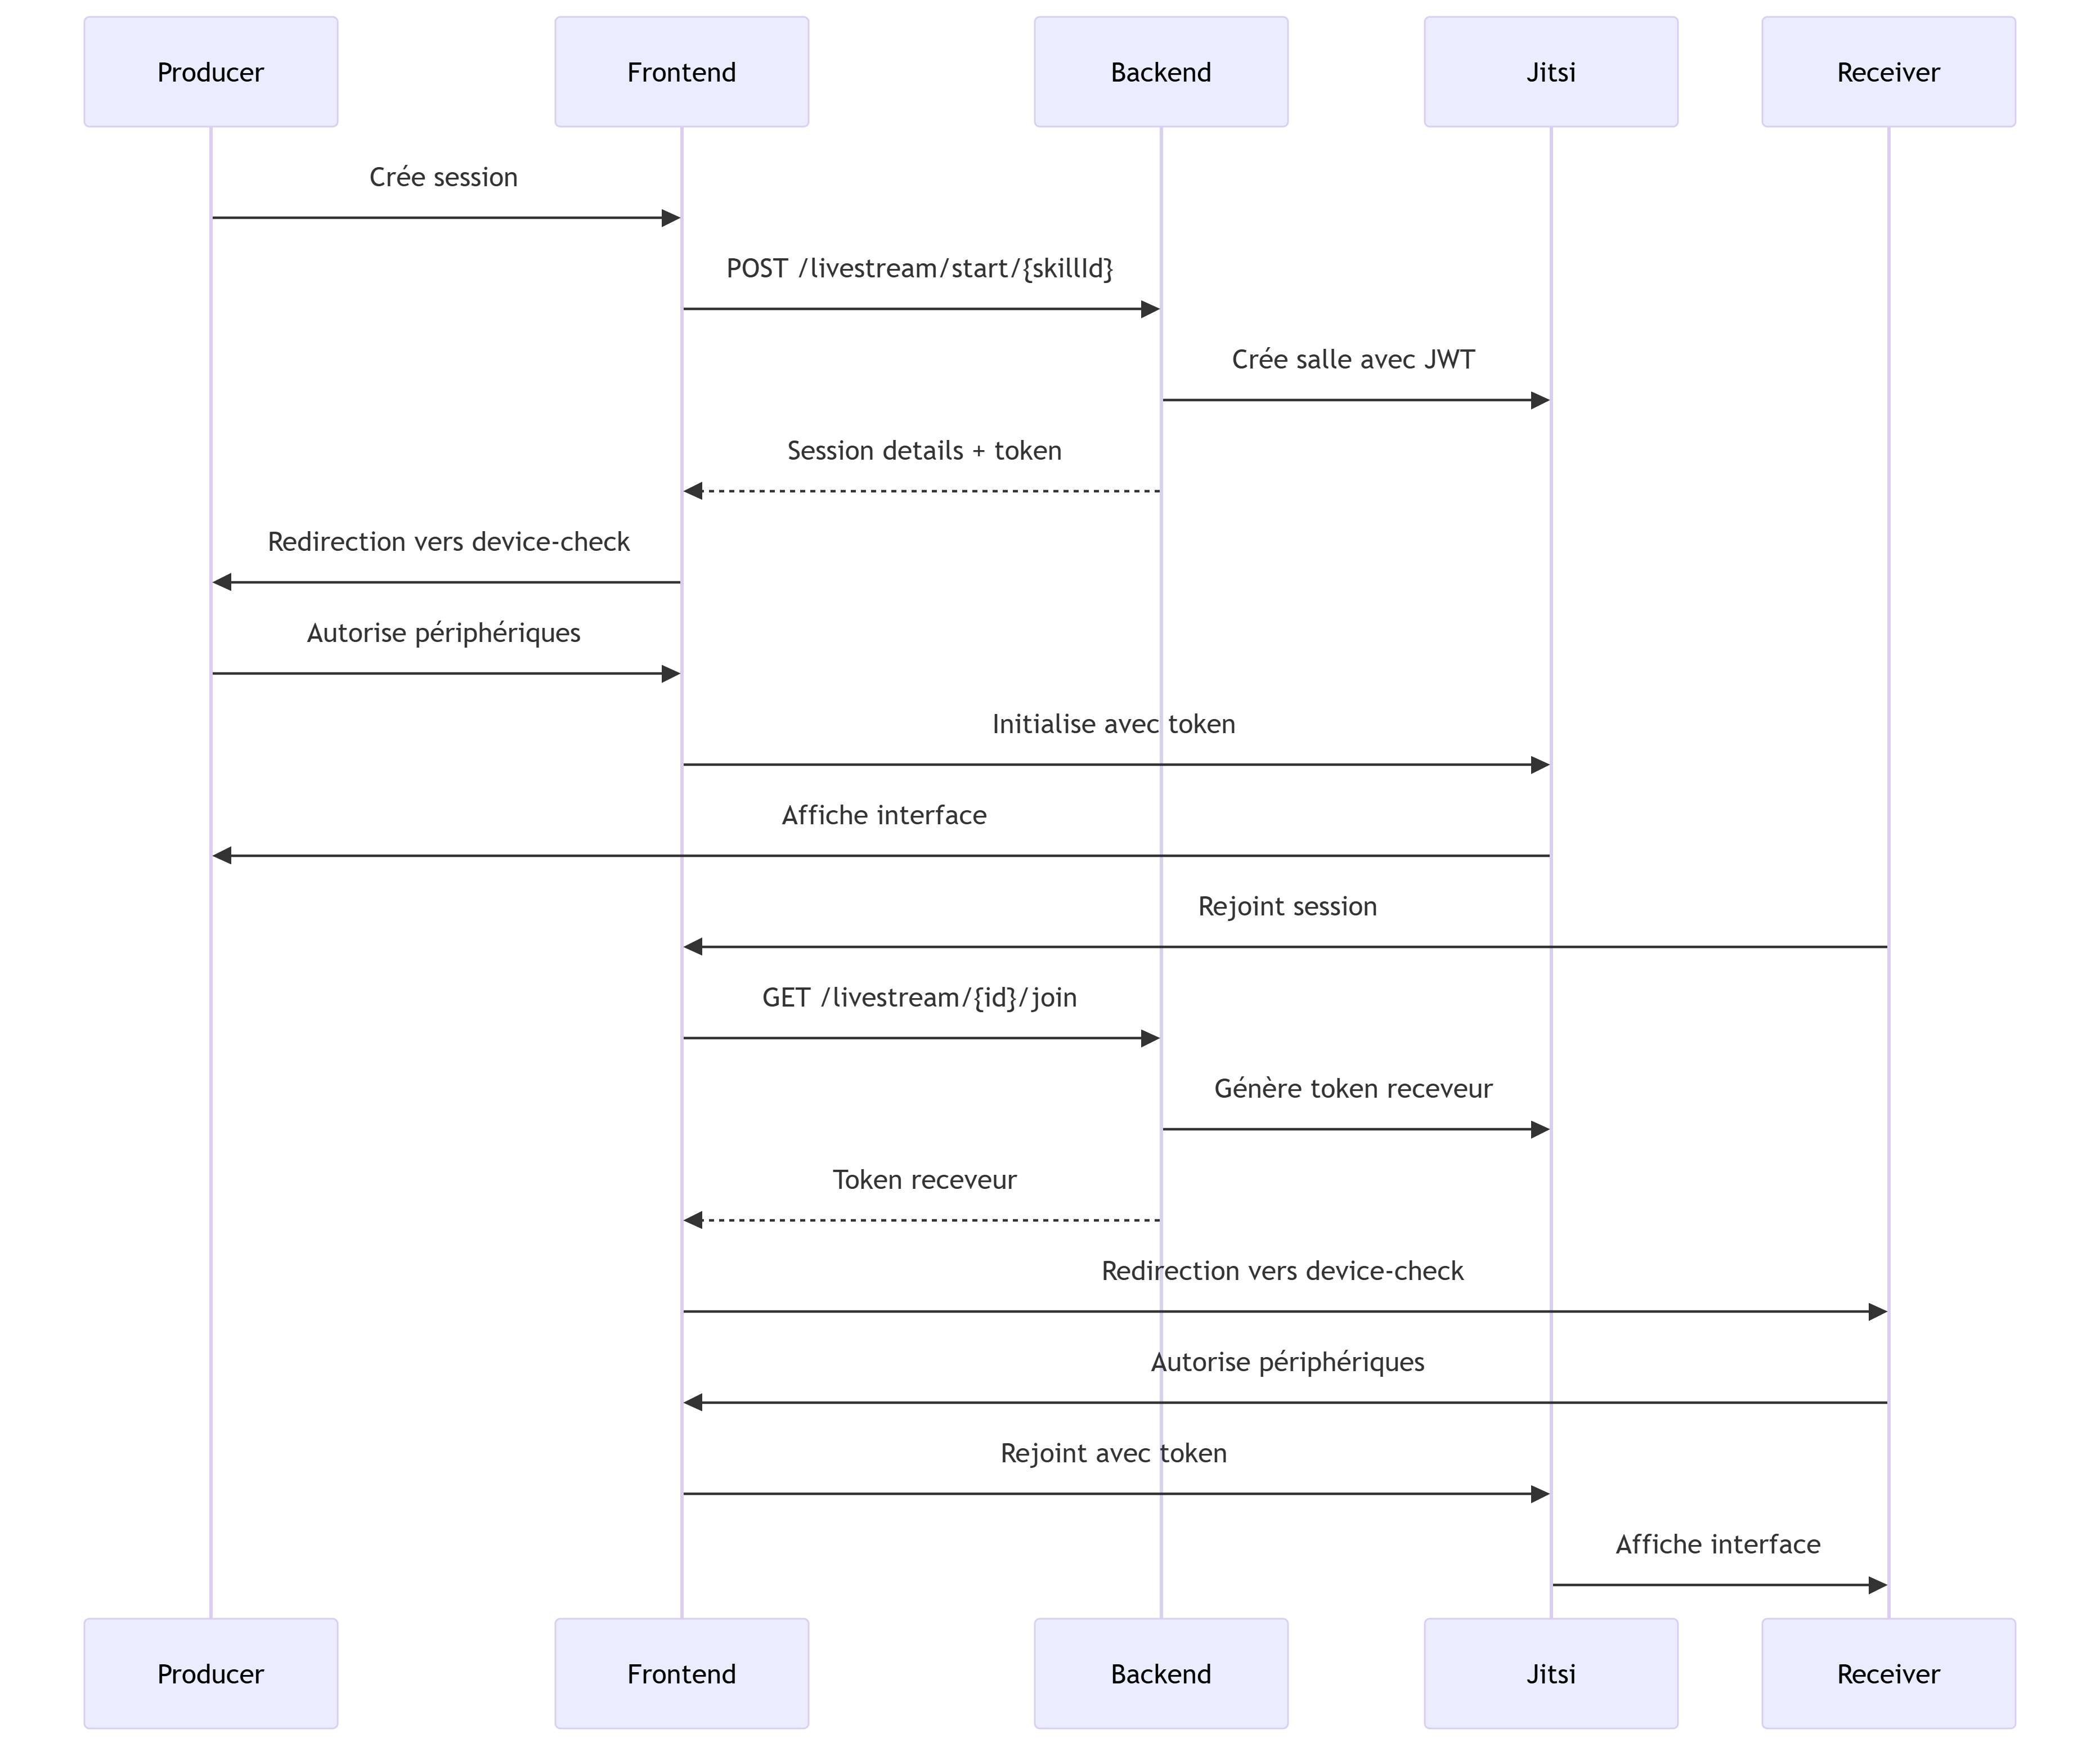 Producer
Frontend
Backend
Jitsi
Receiver
Crée session
POST /livestream/start/{skillId}
Crée salle avec JWT
Session details + token
Redirection vers device-check
Autorise périphériques
Initialise avec token
Affiche interface
Rejoint session
GET /livestream/{id}/join
Génère token receveur
Token receveur
Redirection vers device-check
Autorise périphériques
Rejoint avec token
Affiche interface
Producer
Frontend
Backend
Jitsi
Receiver